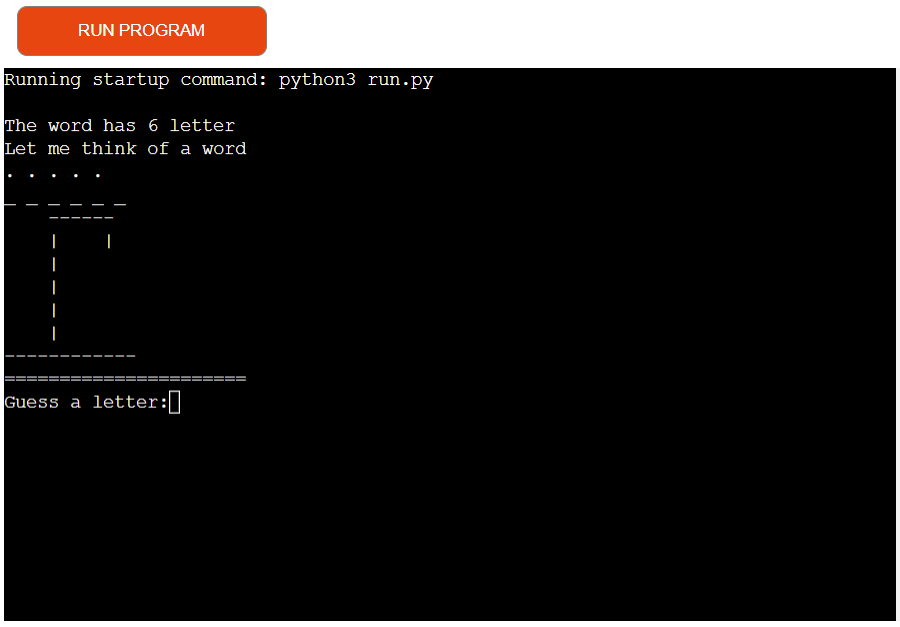 RUN PROGRAM
Running startup command: python3 run.py
The word has 6 letter
Let me think of a word
. . . . .
_ _ _ _ _ _
    ------
    |    |
    |
    |
    |
    |
------------
======================
Guess a letter: